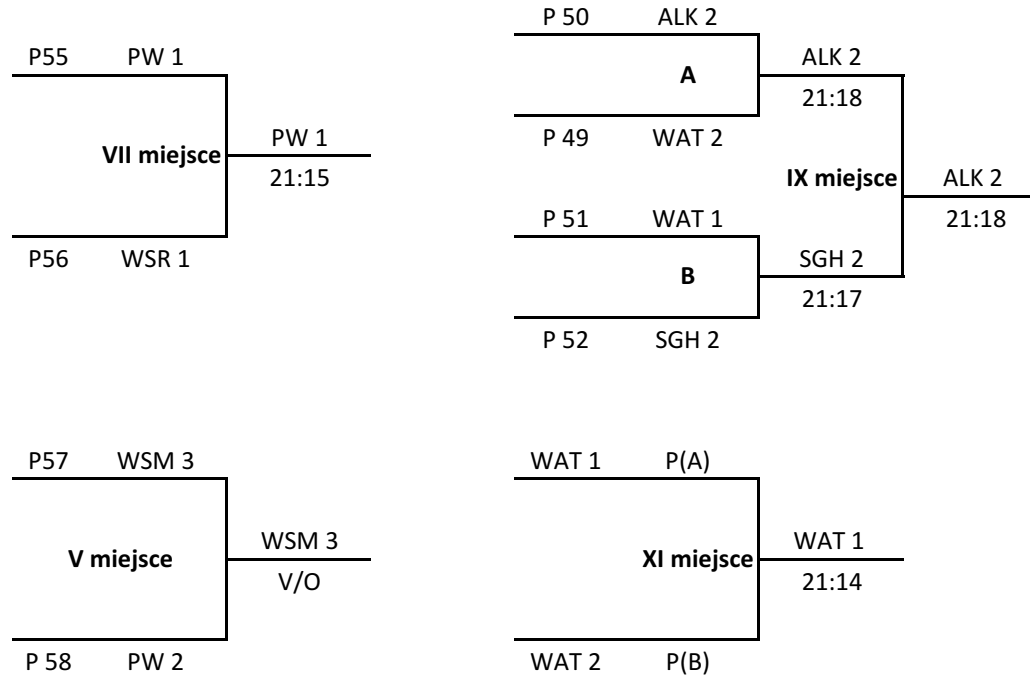 P55 PW 1
VII miejsce
PW 1
21:15
P56 WSR 1
P 50 ALK 2
A
ALK 2
21:18
P 49 WAT 2
IX miejsce
ALK 2
21:18
P 51 WAT 1
B
SGH 2
21:17
P 52 SGH 2
P57 WSM 3
V miejsce
WSM 3
V/O
P 58 PW 2
WAT 1 P(A)
XI miejsce
WAT 1
21:14
WAT 2 P(B)